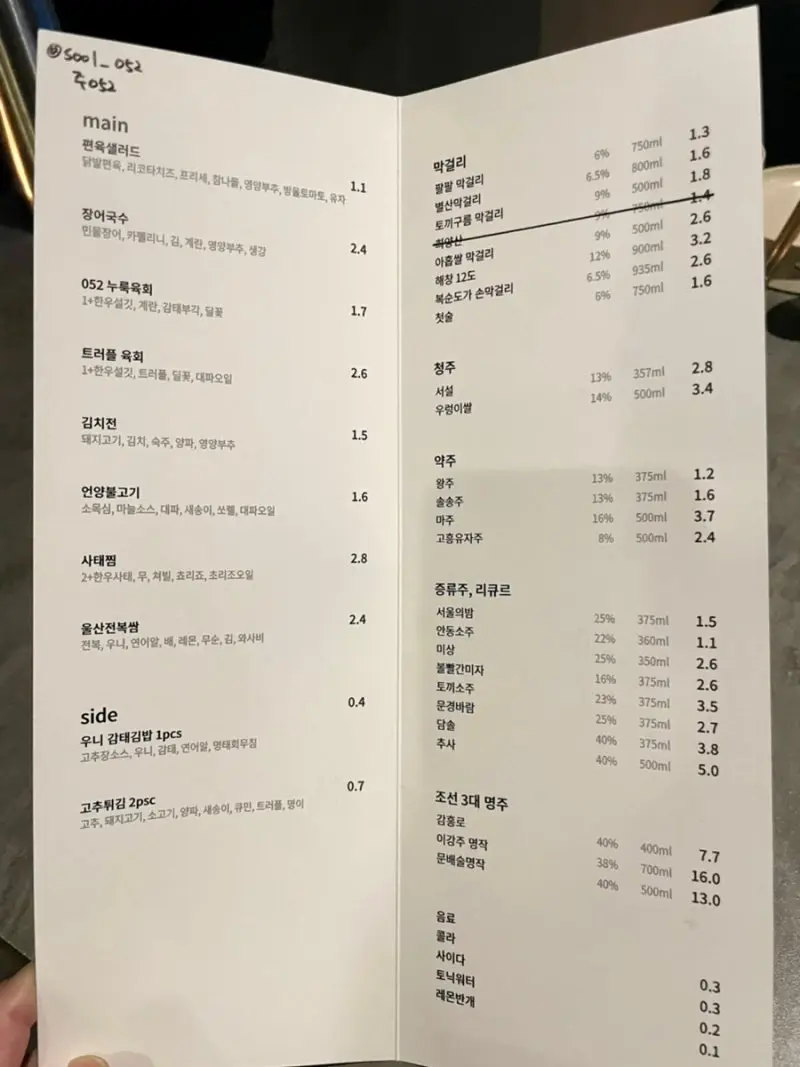 @sool_052
주052
main
편육샐러드
닭발편육, 리코타치즈, 프리세, 참나물, 영양부추, 방울토마토, 유자 1.1
장어국수
민물장어, 카펠리니, 김, 계란, 영양부추, 생강 2.4
052 누룩육회
1+한우설깃, 계란, 감태부각, 딜꽃 1.7
트러플 육회
1+한우설깃, 트러플, 딜꽃, 대파오일 2.6
김치전
돼지고기, 김치, 숙주, 양파, 영양부추 1.5
언양불고기
소목심, 마늘소스, 대파, 새송이, 쏘렐, 대파오일 1.6
사태찜 2.8
2+한우사태, 무, 쳐빌, 쵸리죠, 초리조오일
울산전복쌈 2.4
전복, 우니, 연어알, 배, 레몬, 무순, 김, 와사비
side 0.4
우니 감태김밥 1pcs
고추장소스, 우니, 감태, 연어알, 명태회무침
고추튀김 2psc 0.7
고추, 돼지고기, 소고기, 양파, 새송이, 큐민, 트러플, 명이
막걸리
팔팔 막걸리 6% 750ml 1.3
별산막걸리 6.5% 800ml 1.6
토끼구름 막걸리 9% 500ml 1.8
희양산 9% 750ml 1.4
아홉쌀 막걸리 9% 500ml 2.6
해창 12도 12% 900ml 3.2
복순도가 손막걸리 6.5% 935ml 2.6
첫술 6% 750ml 1.6
청주
서설 13% 357ml 2.8
우렁이쌀 14% 500ml 3.4
약주
왕주 13% 375ml 1.2
솔송주 13% 375ml 1.6
마주 16% 500ml 3.7
고흥유자주 8% 500ml 2.4
증류주, 리큐르
서울의밤 25% 375ml 1.5
안동소주 22% 360ml 1.1
미상 25% 350ml 2.6
볼빨간미자 16% 375ml 2.6
토끼소주 23% 375ml 3.5
문경바람 25% 375ml 2.7
담솔 40% 375ml 3.8
추사 40% 500ml 5.0
조선 3대 명주
감홍로 40% 400ml 7.7
이강주 명작 38% 700ml 16.0
문배술명작 40% 500ml 13.0
음료
콜라 0.3
사이다 0.3
토닉워터 0.2
레몬반개 0.1